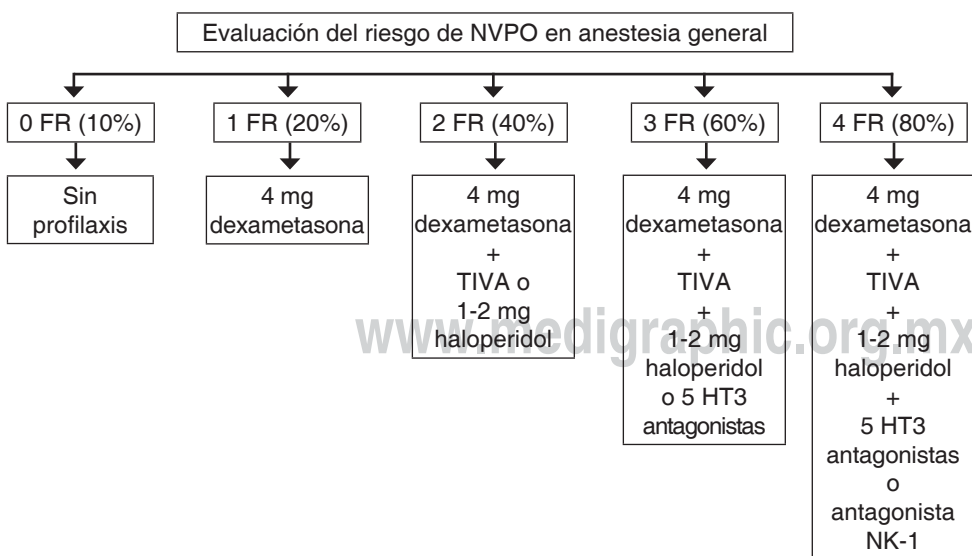 Evaluación del riesgo de NVPO en anestesia general
0 FR (10%)
1 FR (20%)
2 FR (40%)
3 FR (60%)
4 FR (80%)
Sin
profilaxis
4 mg
dexametasona
4 mg
dexametasona
+
TIVA o
1-2 mg
haloperidol
4 mg
dexametasona
+
TIVA
+
1-2 mg
haloperidol
o 5 HT3
antagonistas
4 mg
dexametasona
+
TIVA
+
1-2 mg
haloperidol
+
5 HT3
antagonistas
o
antagonista
NK-1
www.medigraphic.org.mx